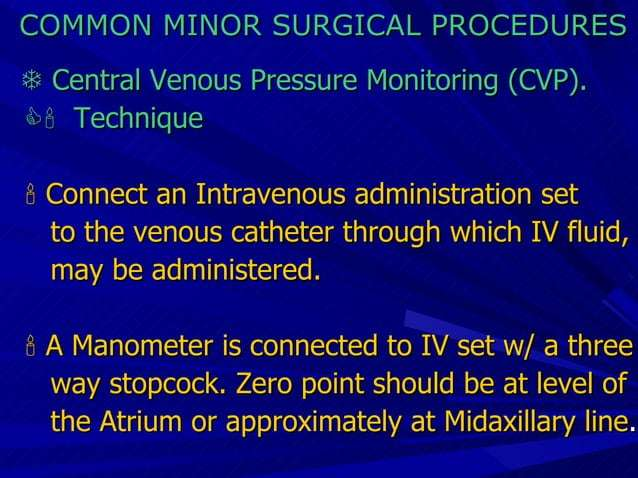 COMMON MINOR SURGICAL PROCEDURES
Central Venous Pressure Monitoring (CVP).
Technique
Connect an Intravenous administration set
to the venous catheter through which IV fluid,
may be administered.
A Manometer is connected to IV set w/ a three
way stopcock. Zero point should be at level of
the Atrium or approximately at Midaxillary line.